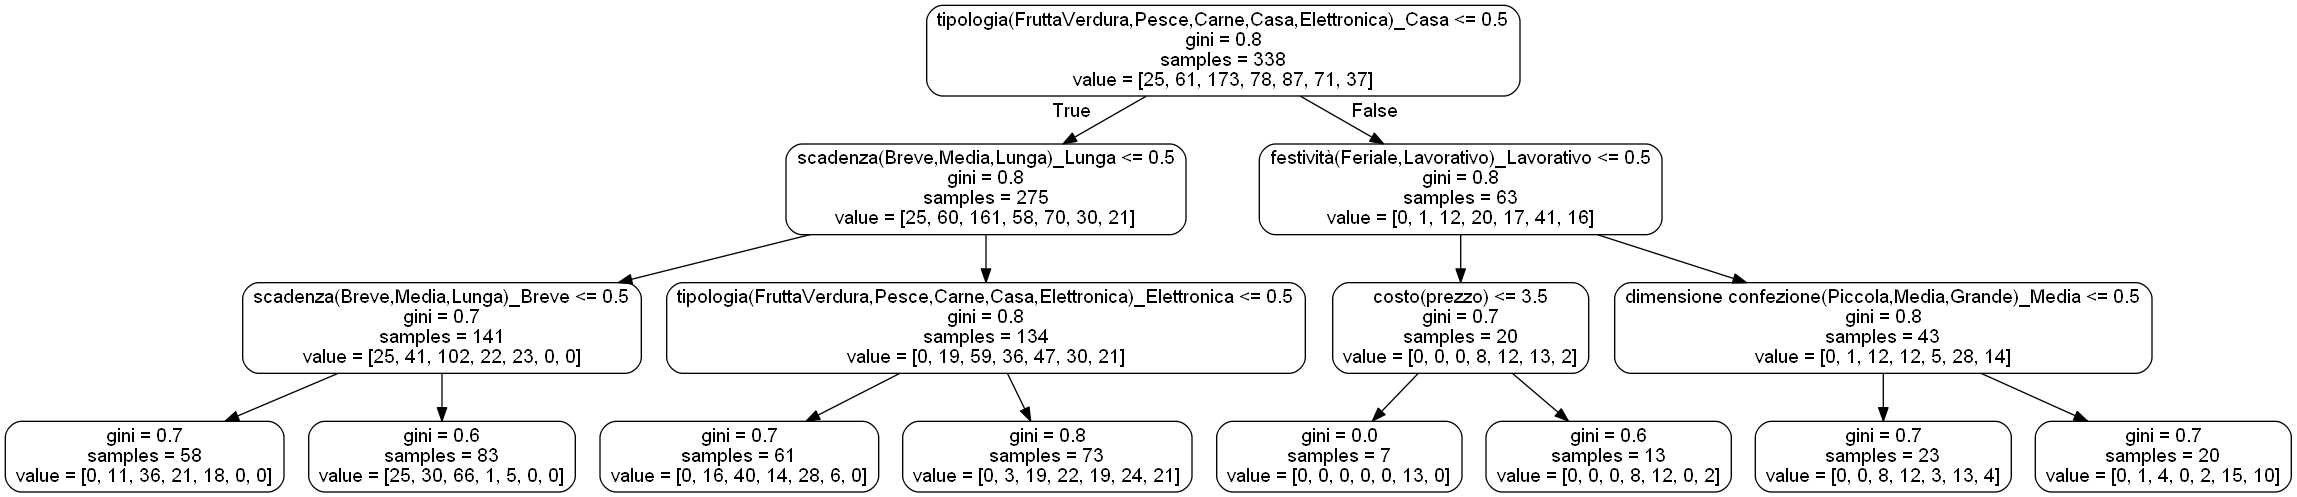 tipologia(FruttaVerdura,Pesce,Carne,Casa,Elettronica)_Casa <= 0.5
gini = 0.8
samples = 338
value = [25, 61, 173, 78, 87, 71, 37]
True
False
scadenza(Breve,Media,Lunga)_Lunga <= 0.5
gini = 0.8
samples = 275
value = [25, 60, 161, 58, 70, 30, 21]
festività(Feriale,Lavorativo)_Lavorativo <= 0.5
gini = 0.8
samples = 63
value = [0, 1, 12, 20, 17, 41, 16]
scadenza(Breve,Media,Lunga)_Breve <= 0.5
gini = 0.7
samples = 141
value = [25, 41, 102, 22, 23, 0, 0]
tipologia(FruttaVerdura,Pesce,Carne,Casa,Elettronica)_Elettronica <= 0.5
gini = 0.8
samples = 134
value = [0, 19, 59, 36, 47, 30, 21]
costo(prezzo) <= 3.5
gini = 0.7
samples = 20
value = [0, 0, 0, 8, 12, 13, 2]
dimensione confezione(Piccola,Media,Grande)_Media <= 0.5
gini = 0.8
samples = 43
value = [0, 1, 12, 12, 5, 28, 14]
gini = 0.7
samples = 58
value = [0, 11, 36, 21, 18, 0, 0]
gini = 0.6
samples = 83
value = [25, 30, 66, 1, 5, 0, 0]
gini = 0.7
samples = 61
value = [0, 16, 40, 14, 28, 6, 0]
gini = 0.8
samples = 73
value = [0, 3, 19, 22, 19, 24, 21]
gini = 0.0
samples = 7
value = [0, 0, 0, 0, 0, 13, 0]
gini = 0.6
samples = 13
value = [0, 0, 0, 8, 12, 0, 2]
gini = 0.7
samples = 23
value = [0, 0, 8, 12, 3, 13, 4]
gini = 0.7
samples = 20
value = [0, 1, 4, 0, 2, 15, 10]